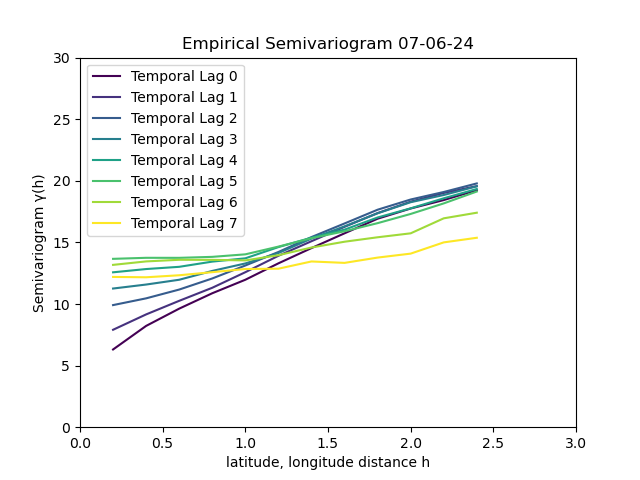 Empirical Semivariogram 07-06-24
30
25
20
15
10
5
0
Semivariogram γ(h)
Temporal Lag 0
Temporal Lag 1
Temporal Lag 2
Temporal Lag 3
Temporal Lag 4
Temporal Lag 5
Temporal Lag 6
Temporal Lag 7
0.0 0.5 1.0 1.5 2.0 2.5 3.0
latitude, longitude distance h